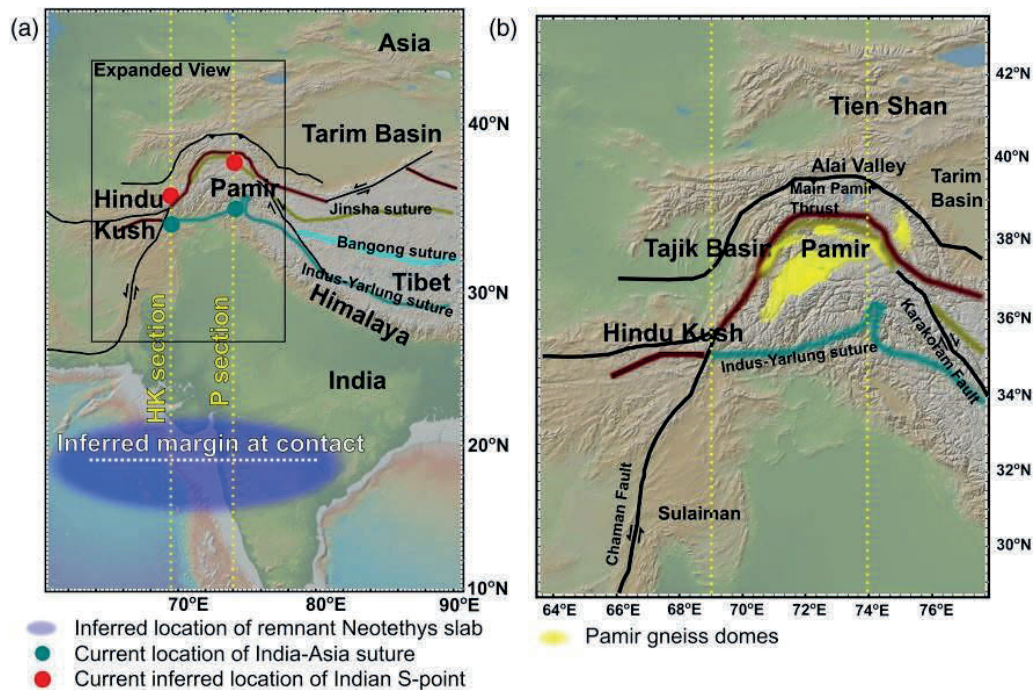 (a)
Asia
Expanded View
40°N
Tarim Basin
Hindu
Kush
Pamir
Jinsha suture
Bangong suture
Tibet
Indus-Yarlung suture
Himalaya
30°N
HK section
P section
India
Inferred margin at contact
20°N
10°N
70°E
80°E
90°E
Inferred location of remnant Neotethys slab
Current location of India-Asia suture
Current inferred location of Indian S-point
(b)
42°N
Tien Shan
40°N
Alai Valley
Tarim
Basin
Main Pamir
Thrust
Tajik Basin
Pamir
38°N
Hindu Kush
36°N
Indus-Yarlung suture
Karakoram Fault
34°N
32°N
Chaman Fault
Sulaiman
30°N
64°E
66°E
68°E
70°E
72°E
74°E
76°E
Pamir gneiss domes